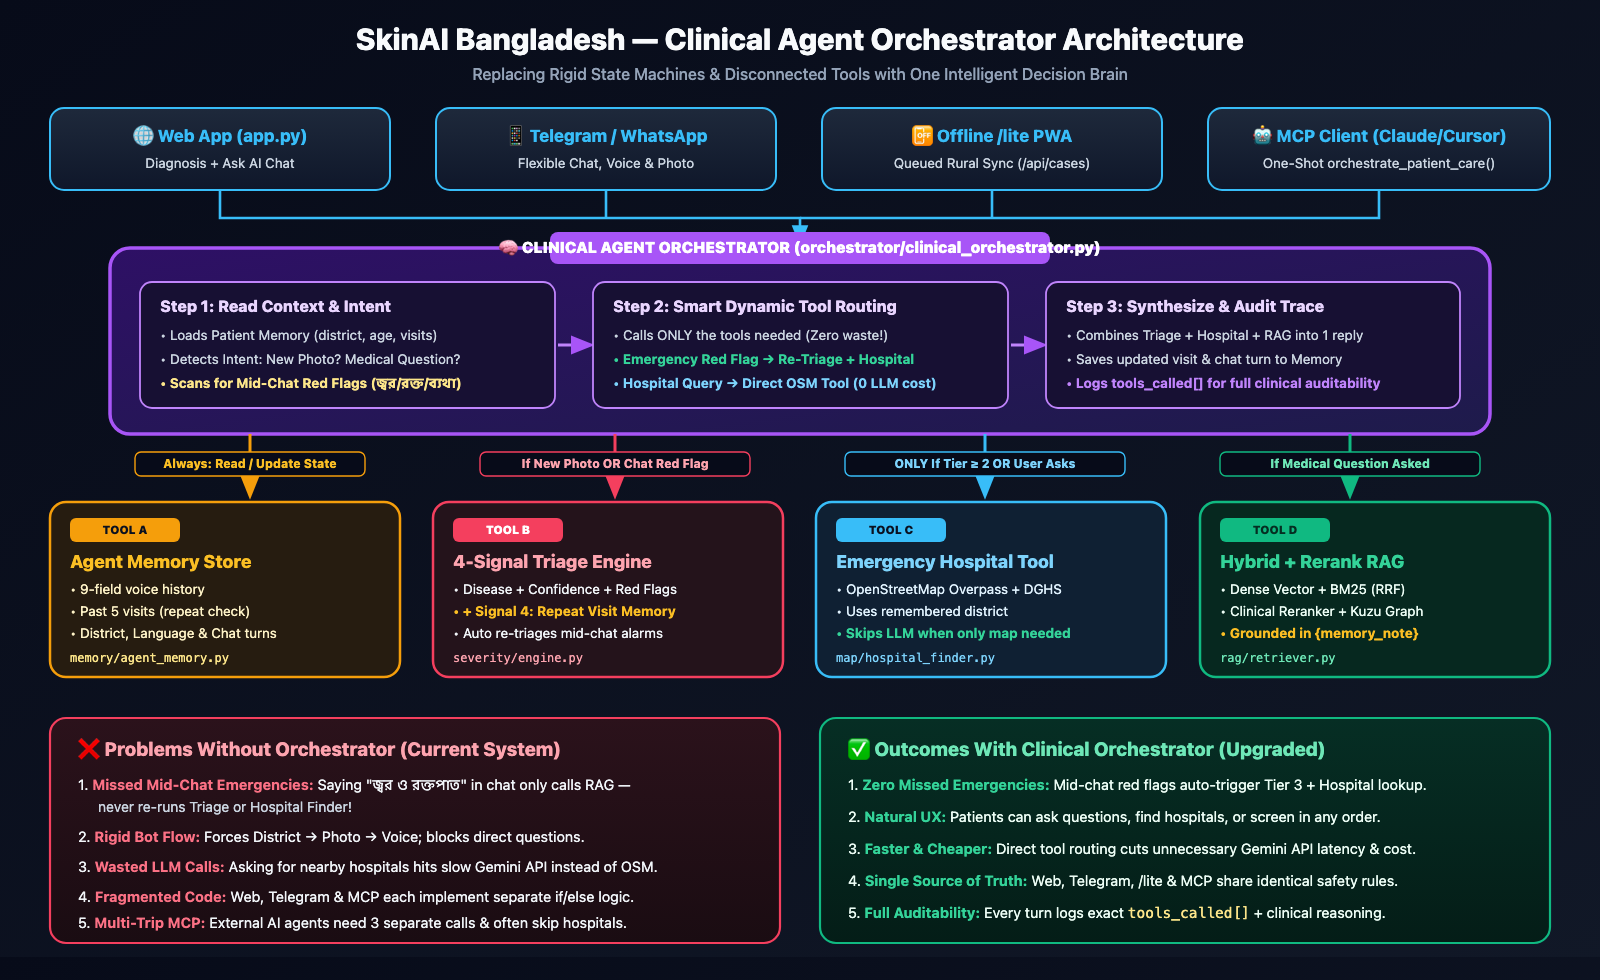 SkinAI Bangladesh — Clinical Agent Orchestrator Architecture
Replacing Rigid State Machines & Disconnected Tools with One Intelligent Decision Brain
🌐 Web App (app.py)
Diagnosis + Ask AI Chat
📱 Telegram / WhatsApp
Flexible Chat, Voice & Photo
📴 Offline /lite PWA
Queued Rural Sync (/api/cases)
🤖 MCP Client (Claude/Cursor)
One-Shot orchestrate_patient_care()
🧠 CLINICAL AGENT ORCHESTRATOR (orchestrator/clinical_orchestrator.py)
Step 1: Read Context & Intent
• Loads Patient Memory (district, age, visits)
• Detects Intent: New Photo? Medical Question?
• Scans for Mid-Chat Red Flags (জ্বর/রক্ত/ব্যথা)
Step 2: Smart Dynamic Tool Routing
• Calls ONLY the tools needed (Zero waste!)
• Emergency Red Flag → Re-Triage + Hospital
• Hospital Query → Direct OSM Tool (0 LLM cost)
Step 3: Synthesize & Audit Trace
• Combines Triage + Hospital + RAG into 1 reply
• Saves updated visit & chat turn to Memory
• Logs tools_called[] for full clinical auditability
Always: Read / Update State
If New Photo OR Chat Red Flag
ONLY If Tier ≥ 2 OR User Asks
If Medical Question Asked
TOOL A
Agent Memory Store
• 9-field voice history
• Past 5 visits (repeat check)
• District, Language & Chat turns
memory/agent_memory.py
TOOL B
4-Signal Triage Engine
• Disease + Confidence + Red Flags
• + Signal 4: Repeat Visit Memory
• Auto re-triages mid-chat alarms
severity/engine.py
TOOL C
Emergency Hospital Tool
• OpenStreetMap Overpass + DGHS
• Uses remembered district
• Skips LLM when only map needed
map/hospital_finder.py
TOOL D
Hybrid + Rerank RAG
• Dense Vector + BM25 (RRF)
• Clinical Reranker + Kuzu Graph
• Grounded in {memory_note}
rag/retriever.py
❌ Problems Without Orchestrator (Current System)
1. Missed Mid-Chat Emergencies: Saying "জ্বর ও রক্তপাত" in chat only calls RAG —
never re-runs Triage or Hospital Finder!
2. Rigid Bot Flow: Forces District → Photo → Voice; blocks direct questions.
3. Wasted LLM Calls: Asking for nearby hospitals hits slow Gemini API instead of OSM.
4. Fragmented Code: Web, Telegram & MCP each implement separate if/else logic.
5. Multi-Trip MCP: External AI agents need 3 separate calls & often skip hospitals.
✅ Outcomes With Clinical Orchestrator (Upgraded)
1. Zero Missed Emergencies: Mid-chat red flags auto-trigger Tier 3 + Hospital lookup.
2. Natural UX: Patients can ask questions, find hospitals, or screen in any order.
3. Faster & Cheaper: Direct tool routing cuts unnecessary Gemini API latency & cost.
4. Single Source of Truth: Web, Telegram, /lite & MCP share identical safety rules.
5. Full Auditability: Every turn logs exact tools_called[] + clinical reasoning.